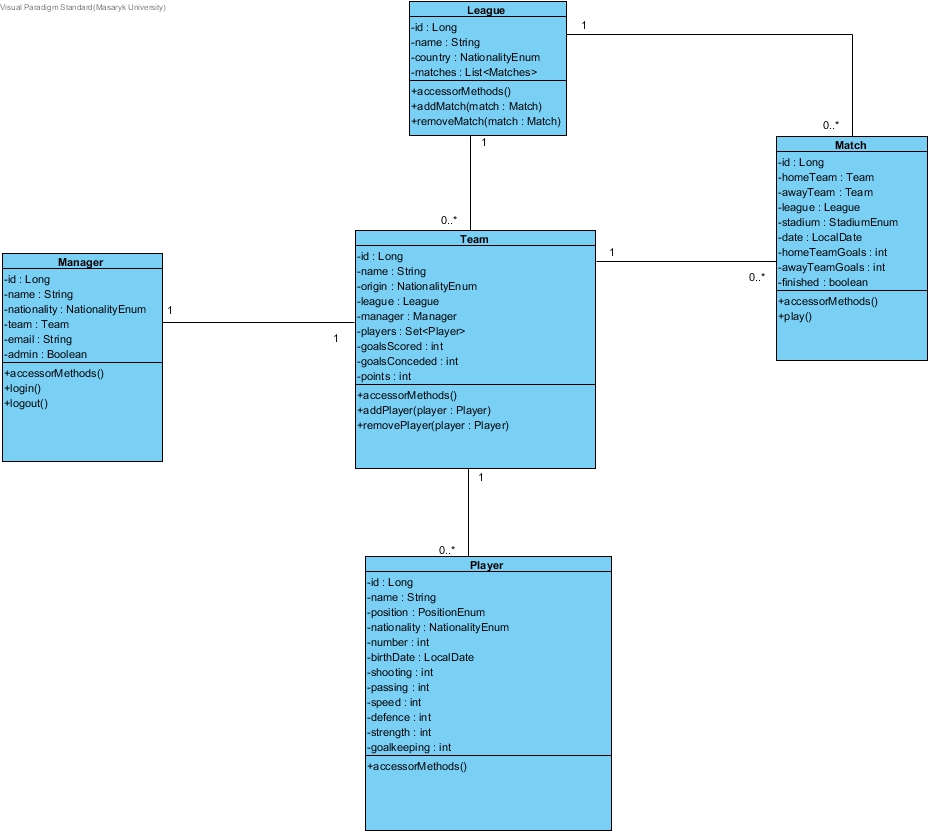 Visual Paradigm Standard(Masaryk University)
League
-id : Long
-name : String
-country : NationalityEnum
-matches : List<Matches>
+accessorMethods()
+addMatch(match : Match)
+removeMatch(match : Match)
1
0..*
1
0..*
Match
-id : Long
-homeTeam : Team
-awayTeam : Team
-league : League
-stadium : StadiumEnum
-date : LocalDate
-homeTeamGoals : int
-awayTeamGoals : int
-finished : boolean
+accessorMethods()
+play()
Team
-id : Long
-name : String
-origin : NationalityEnum
-league : League
-manager : Manager
-players : Set<Player>
-goalsScored : int
-goalsConceded : int
-points : int
+accessorMethods()
+addPlayer(player : Player)
+removePlayer(player : Player)
1
0..*
Manager
-id : Long
-name : String
-nationality : NationalityEnum
-team : Team
-email : String
-admin : Boolean
+accessorMethods()
+login()
+logout()
1
1
1
0..*
Player
-id : Long
-name : String
-position : PositionEnum
-nationality : NationalityEnum
-number : int
-birthDate : LocalDate
-shooting : int
-passing : int
-speed : int
-defence : int
-strength : int
-goalkeeping : int
+accessorMethods()